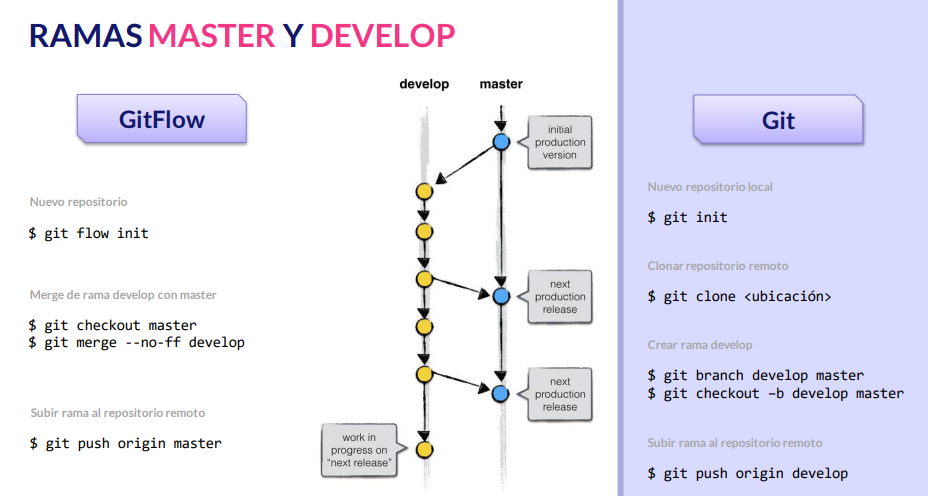 RAMAS MASTER Y DEVELOP
GitFlow
Nuevo repositorio
$ git flow init
Merge de rama develop con master
$ git checkout master
$ git merge --no-ff develop
Subir rama al repositorio remoto
$ git push origin master
develop
master
initial
production
version
next
production
release
next
production
release
work in
progress on
“next release”
Git
Nuevo repositorio local
$ git init
Clonar repositorio remoto
$ git clone <ubicación>
Crear rama develop
$ git branch develop master
$ git checkout –b develop master
Subir rama al repositorio remoto
$ git push origin develop